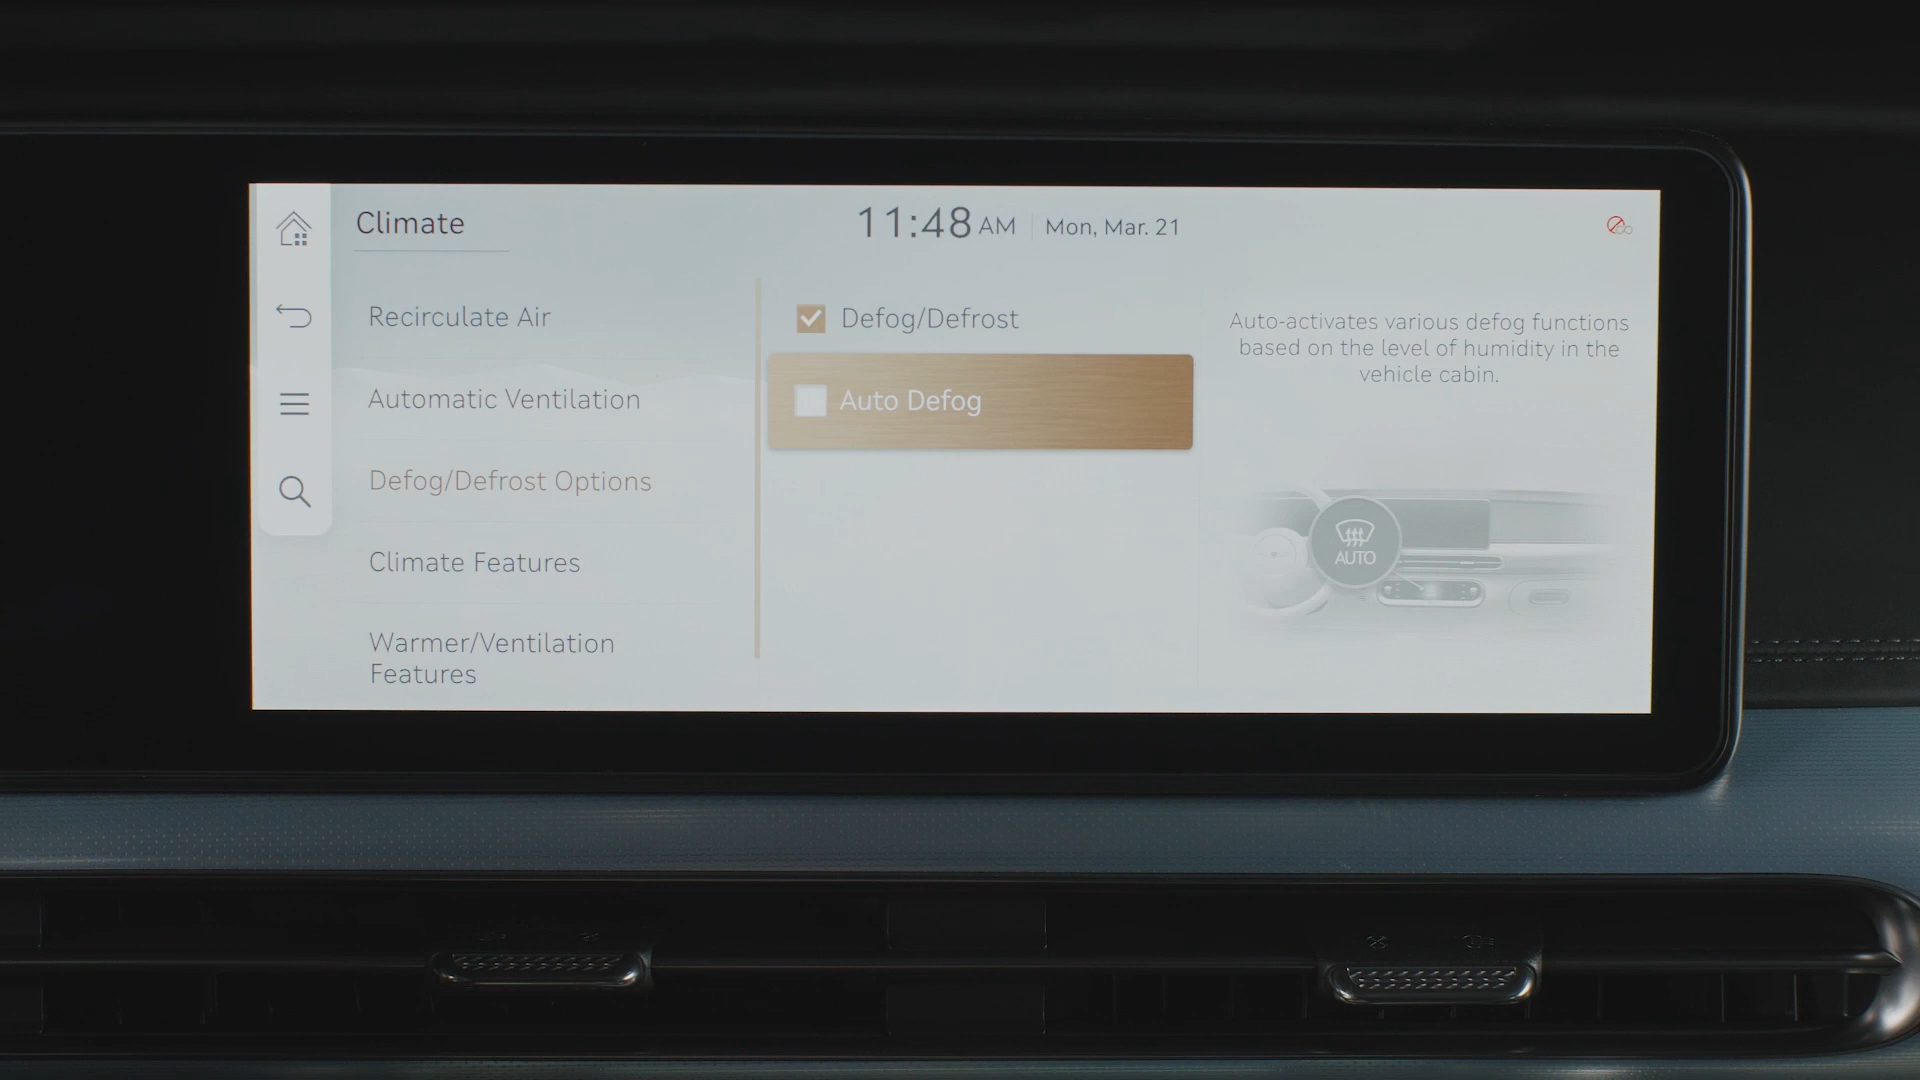 Climate
11:48 AM Mon, Mar. 21
Recirculate Air
Automatic Ventilation
Defog/Defrost Options
Climate Features
Warmer/Ventilation
Features
Defog/Defrost
Auto Defog
Auto-activates various defog functions
based on the level of humidity in the
vehicle cabin.
AUTO